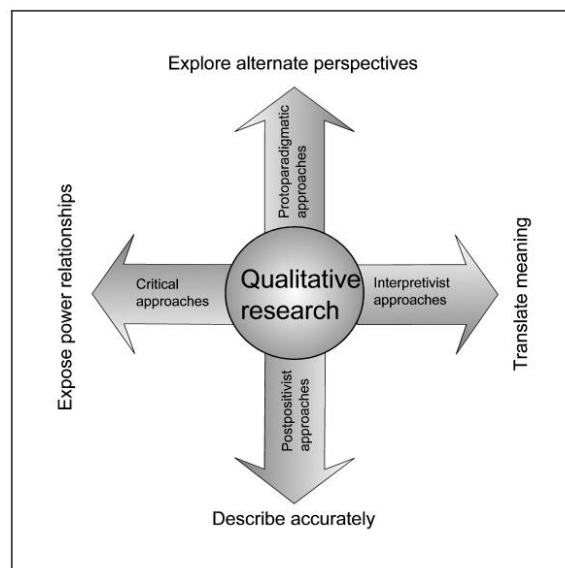 Explore alternate perspectives
Protoparadigmatic
approaches
Expose power relationships
Critical
approaches
Qualitative
research
Interpretivist
approaches
Translate meaning
Postpositivist
approaches
Describe accurately